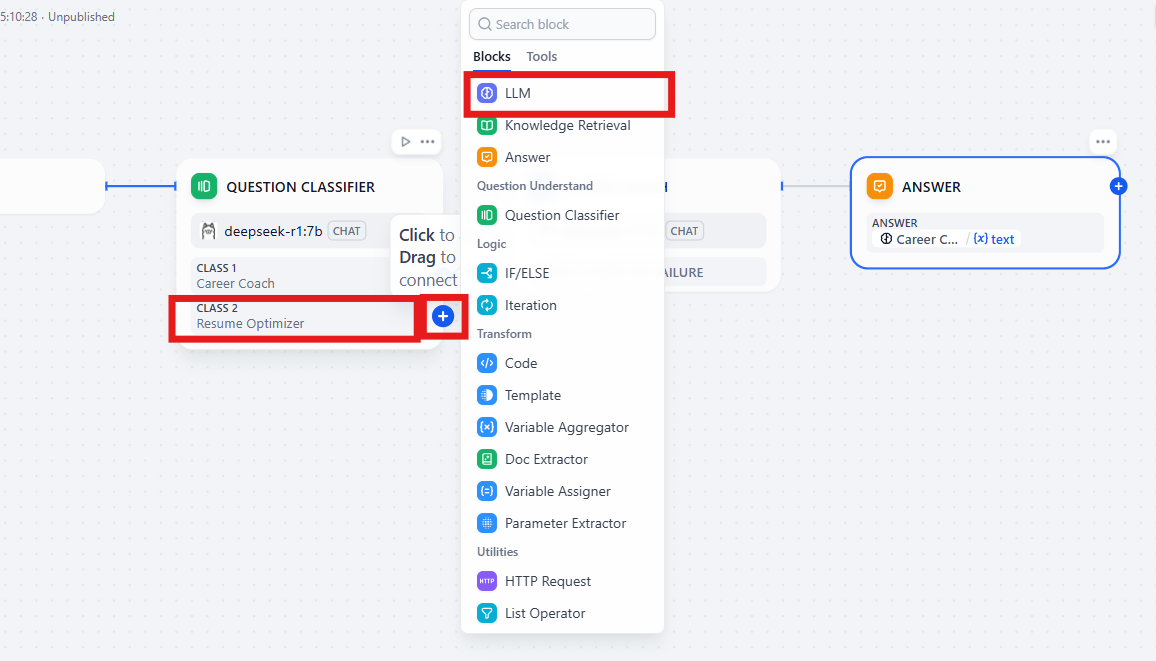 5:10:28 · Unpublished
Search block
Blocks Tools
LLM
Knowledge Retrieval
Answer
Question Understand
Question Classifier
Logic
IF/ELSE
Iteration
Transform
Code
Template
Variable Aggregator
Doc Extractor
Variable Assigner
Parameter Extractor
Utilities
HTTP HTTP Request
List Operator
QUESTION CLASSIFIER
deepseek-r1:7b CHAT
CLASS 1
Career Coach
CLASS 2
Resume Optimizer
Click to
Drag to
connect
H
CHAT
AILURE
ANSWER
ANSWER
Career C... / (x) text